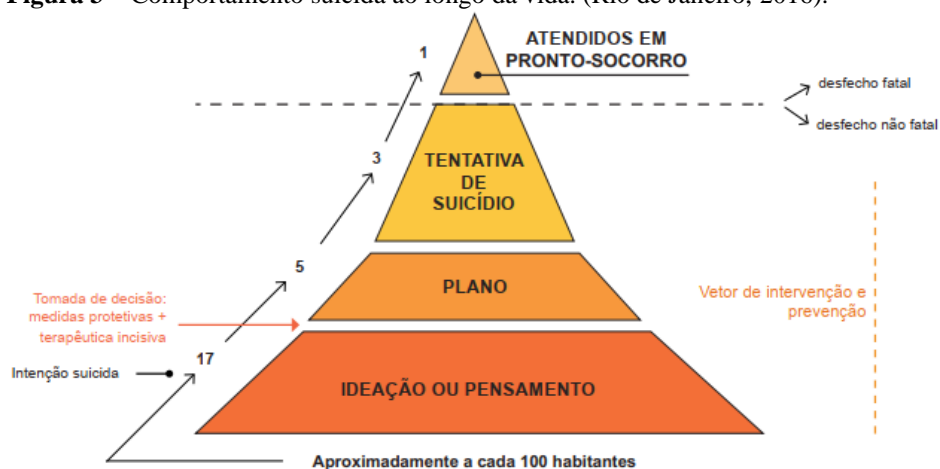 Figura 3 – Comportamento suicida ao longo da vida. (Rio de Janeiro, 2016).
ATENDIDOS EM
PRONTO-SOCORRO
1
desfecho fatal
desfecho não fatal
3
TENTATIVA
DE
SUICÍDIO
5
PLANO
Tomada de decisão:
medidas protetivas +
terapêutica incisiva
Vetor de intervenção e
prevenção
17
Intenção suicida
IDEAÇÃO OU PENSAMENTO
Aproximadamente a cada 100 habitantes